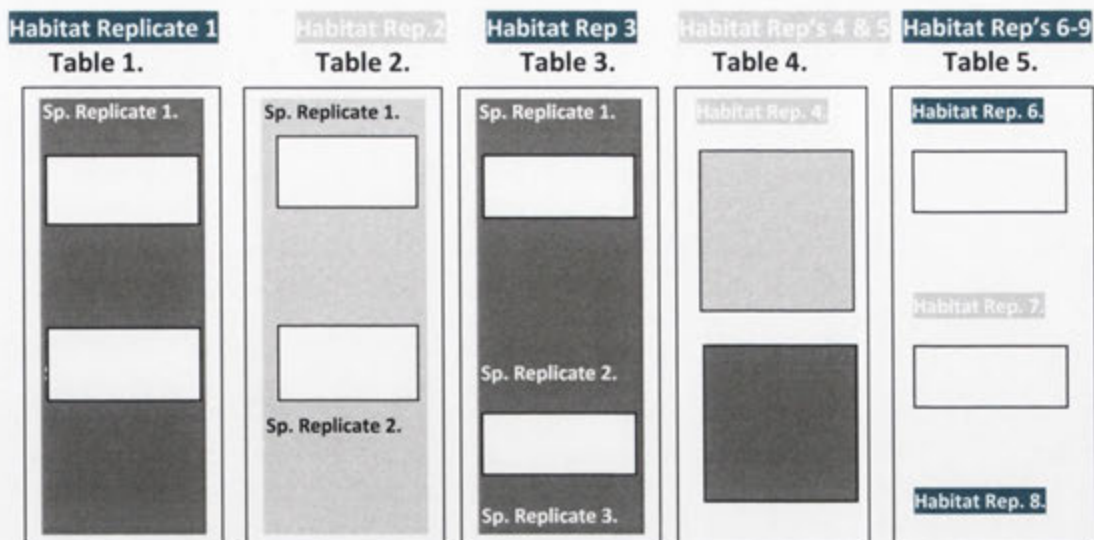 Habitat Replicate 1
Habitat Rep.2
Habitat Rep 3
Habitat Rep's 4 & 5
Habitat Rep's 6-9
Table 1.
Table 2.
Table 3.
Table 4.
Table 5.
Sp. Replicate 1.
Sp. Replicate 1.
Sp. Replicate 2.
Sp. Replicate 1.
Sp. Replicate 2.
Sp. Replicate 3.
Habitat Rep. 4.
Habitat Rep. 6.
Habitat Rep. 7.
Habitat Rep. 8.